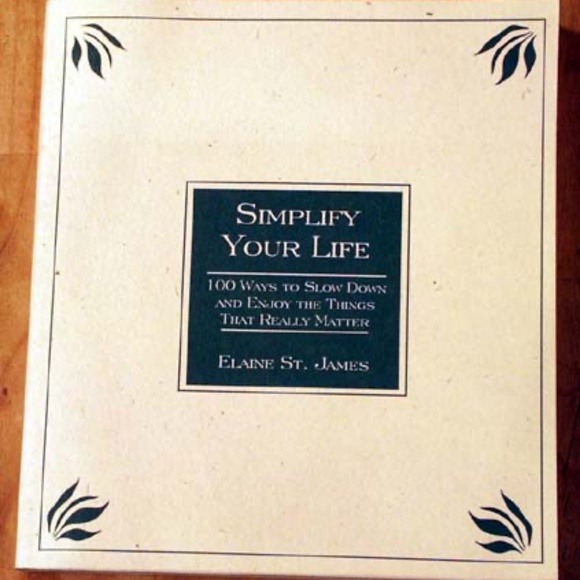 Simplify
Your Life
100 Ways to Slow Down
and Enjoy the Things
That Really Matter
Elaine St. James